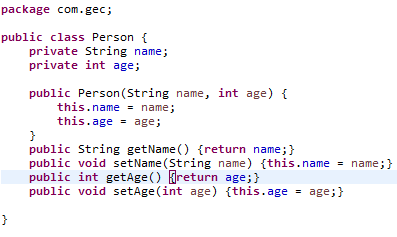 package com.gec;
public class Person {
private String name;
private int age;
public Person(String name, int age) {
this.name = name;
this.age = age;
}
public String getName() {return name;}
public void setName(String name) {this.name = name;}
public int getAge() {return age;}
public void setAge(int age) {this.age = age;}
}